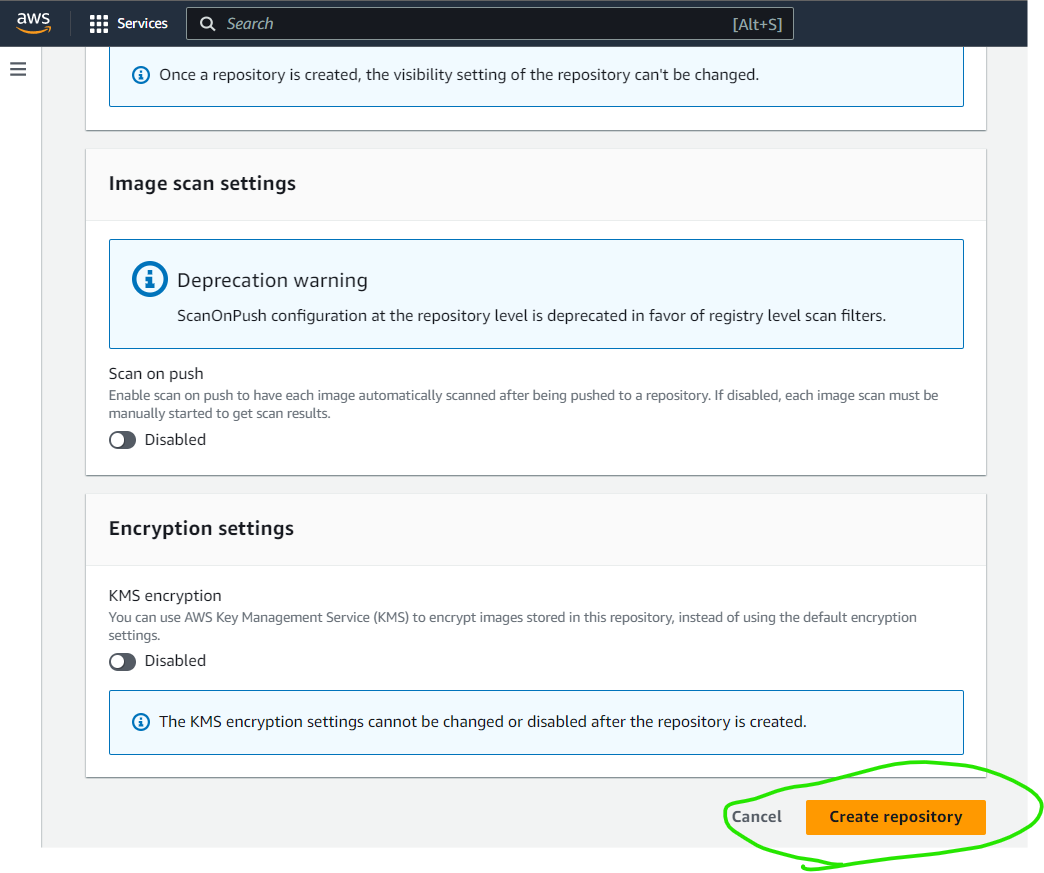 aws
Services
Search
[Alt+S]
Once a repository is created, the visibility setting of the repository can't be changed.
Image scan settings
Deprecation warning
ScanOnPush configuration at the repository level is deprecated in favor of registry level scan filters.
Scan on push
Enable scan on push to have each image automatically scanned after being pushed to a repository. If disabled, each image scan must be
manually started to get scan results.
Disabled
Encryption settings
KMS encryption
You can use AWS Key Management Service (KMS) to encrypt images stored in this repository, instead of using the default encryption
settings.
Disabled
The KMS encryption settings cannot be changed or disabled after the repository is created.
Cancel
Create repository